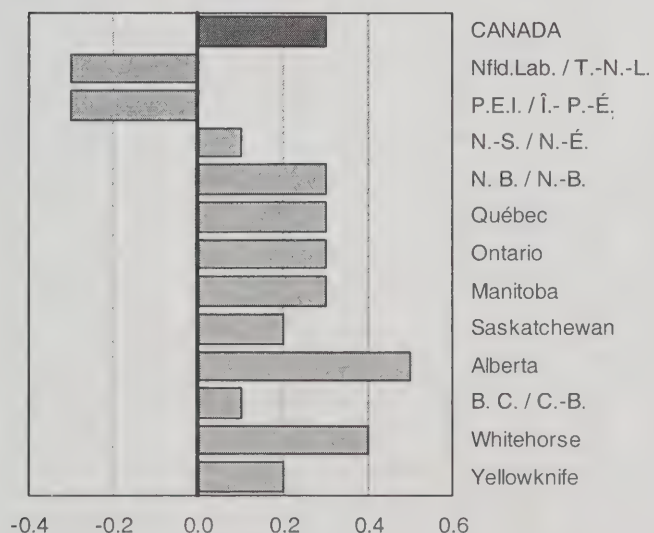 CANADA
Nfld.Lab. / T.-N.-L.
P.E.I. / Î.- P.-É.
N.-S. / N.-É.
N. B. / N.-B.
Québec
Ontario
Manitoba
Saskatchewan
Alberta
B. C. / C.-B.
Whitehorse
Yellowknife
-0.4 -0.2 0.0 0.2 0.4 0.6